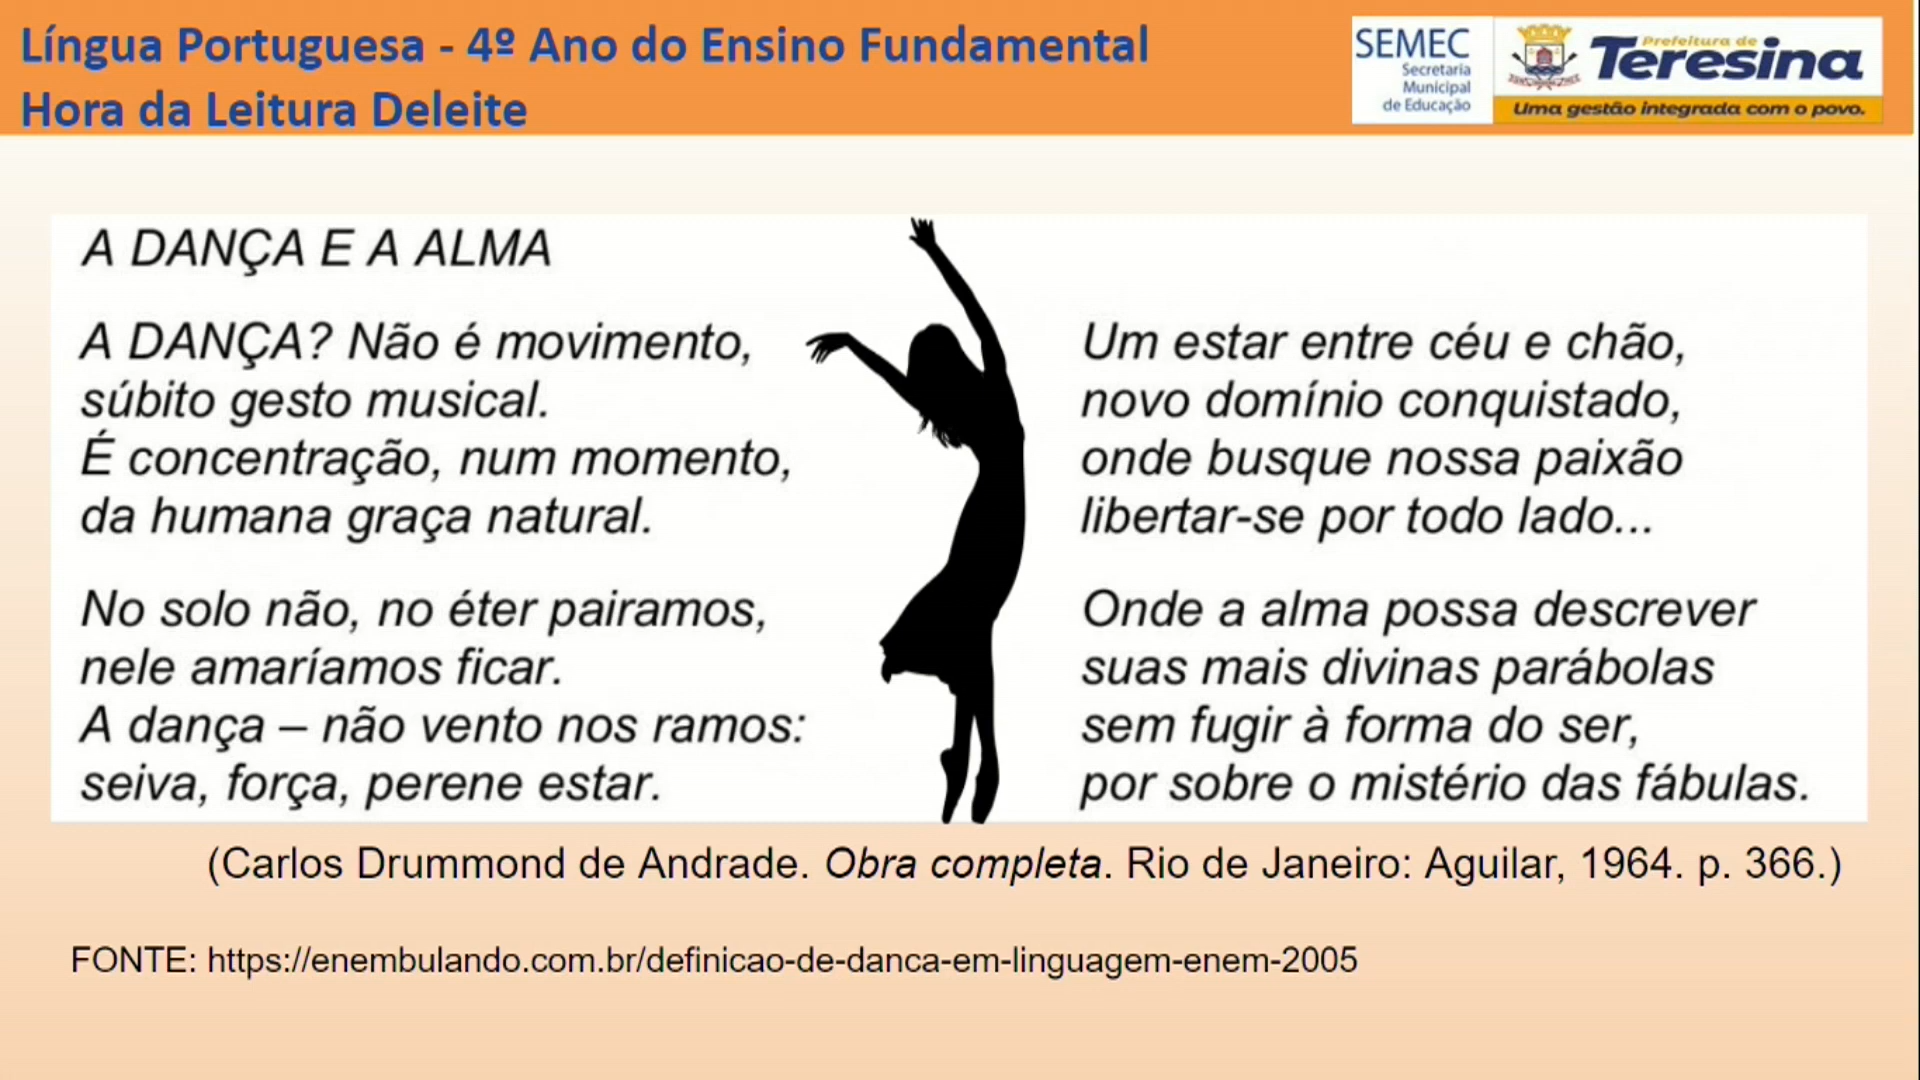 Língua Portuguesa - 4º Ano do Ensino Fundamental
Hora da Leitura Deleite
SEMEC
Secretaria
Municipal
de Educação
Prefeitura de
Teresina
Uma gestão integrada com o povo.
A DANÇA E A ALMA
A DANÇA? Não é movimento,
súbito gesto musical.
É concentração, num momento,
da humana graça natural.
No solo não, no éter pairamos,
nele amaríamos ficar.
A dança – não vento nos ramos:
seiva, força, perene estar.
Um estar entre céu e chão,
novo domínio conquistado,
onde busque nossa paixão
libertar-se por todo lado...
Onde a alma possa descrever
suas mais divinas parábolas
sem fugir à forma do ser,
por sobre o mistério das fábulas.
(Carlos Drummond de Andrade. Obra completa. Rio de Janeiro: Aguilar, 1964. p. 366.)
FONTE: https://enembulando.com.br/definicao-de-danca-em-linguagem-enem-2005